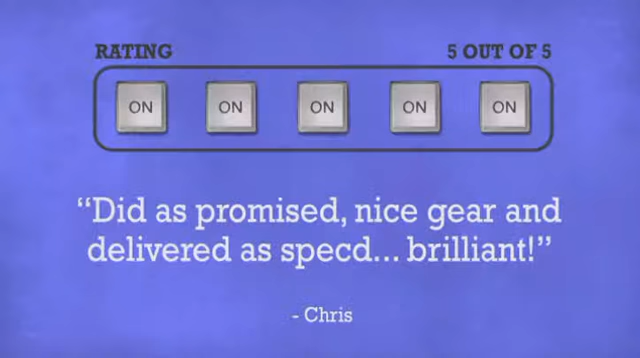 RATING 5 OUT OF 5
ON ON ON ON ON
“Did as promised, nice gear and
delivered as specd... brilliant!”
- Chris